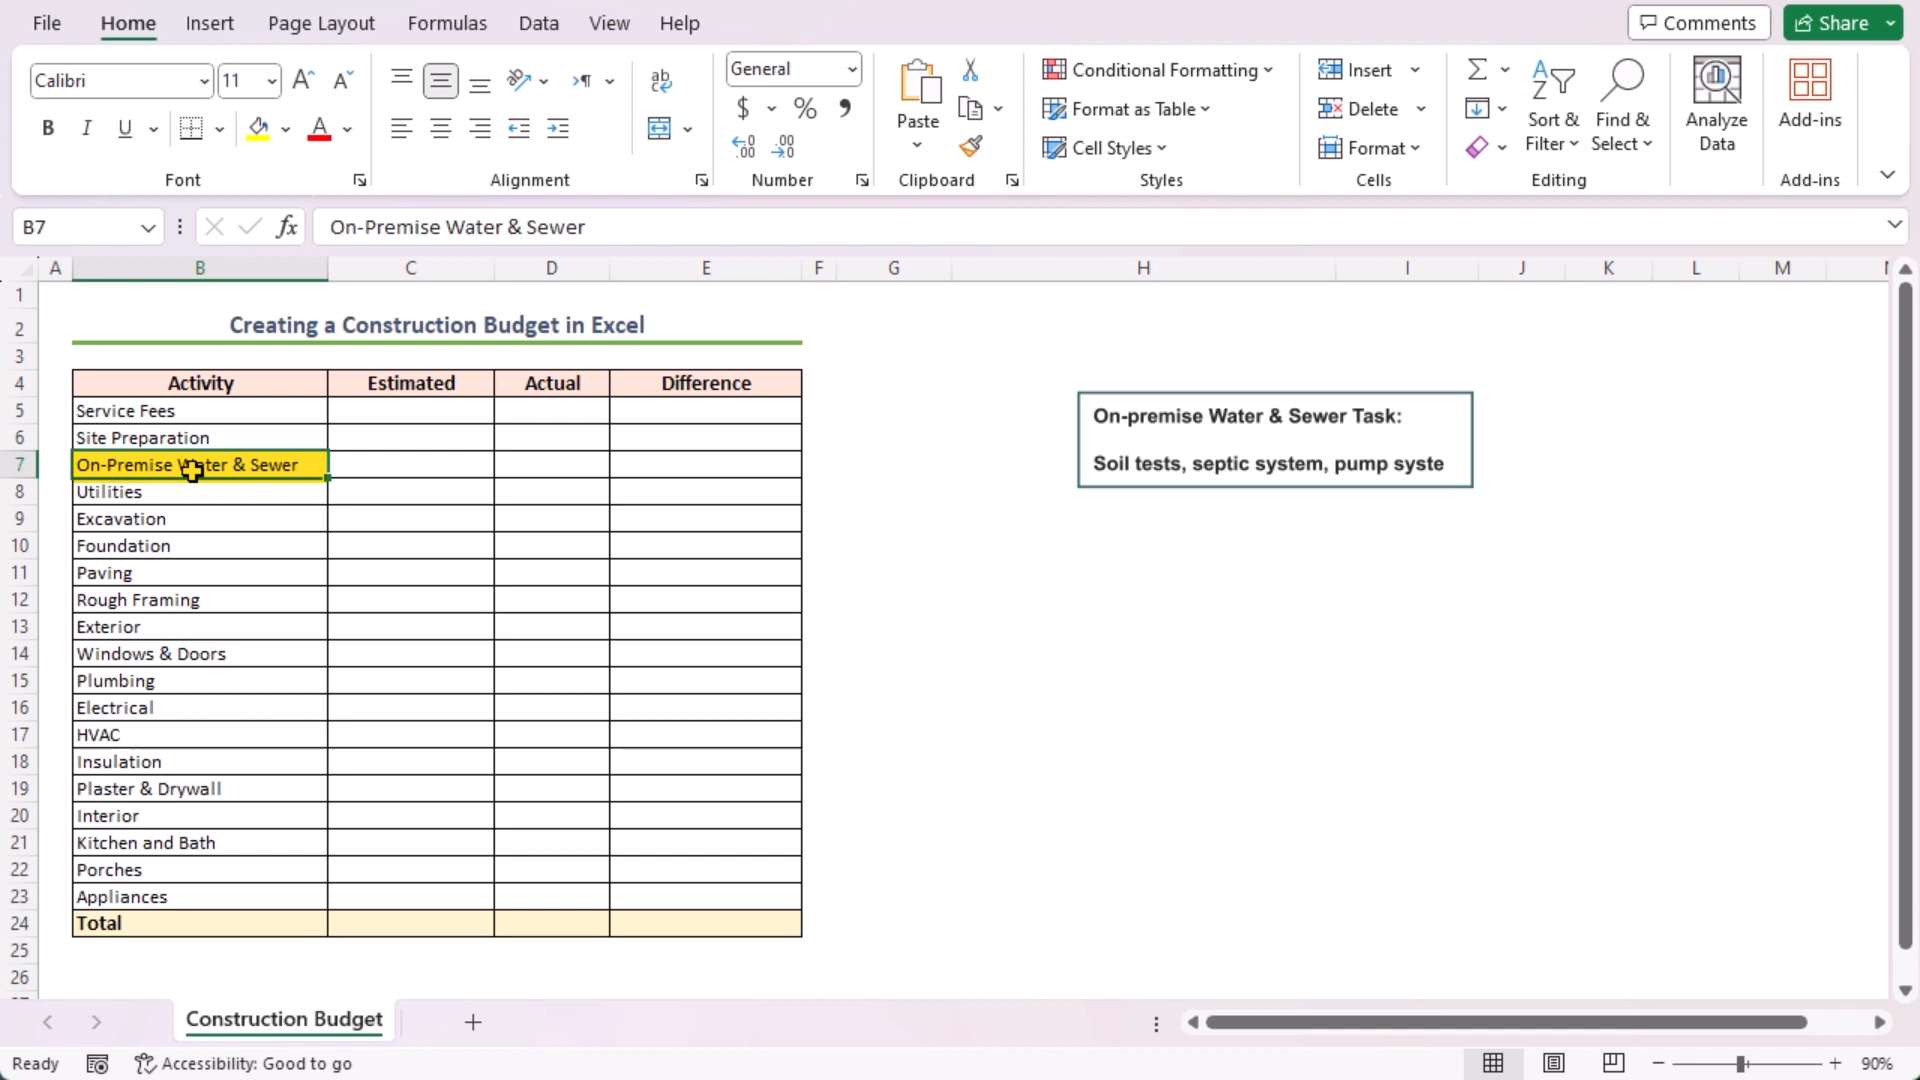 File Home Insert Page Layout Formulas Data View Help Comments Share
Calibri 11 General Conditional Formatting Insert
Format as Table Delete
Paste Sort & Find & Analyze Add-ins
B I U A $ % Cell Styles Format Filter Select Data
Font Alignment Number Clipboard Styles Cells Editing Add-ins
B7 fx On-Premise Water & Sewer
A B C D E F G H I J K L M
1
2 Creating a Construction Budget in Excel
3
4 Activity Estimated Actual Difference
5 Service Fees
6 Site Preparation
7 On-Premise Water & Sewer
8 Utilities
9 Excavation
10 Foundation
11 Paving
12 Rough Framing
13 Exterior
14 Windows & Doors
15 Plumbing
16 Electrical
17 HVAC
18 Insulation
19 Plaster & Drywall
20 Interior
21 Kitchen and Bath
22 Porches
23 Appliances
24 Total
25
26
On-premise Water & Sewer Task:
Soil tests, septic system, pump syste
Construction Budget
Ready Accessibility: Good to go 90%